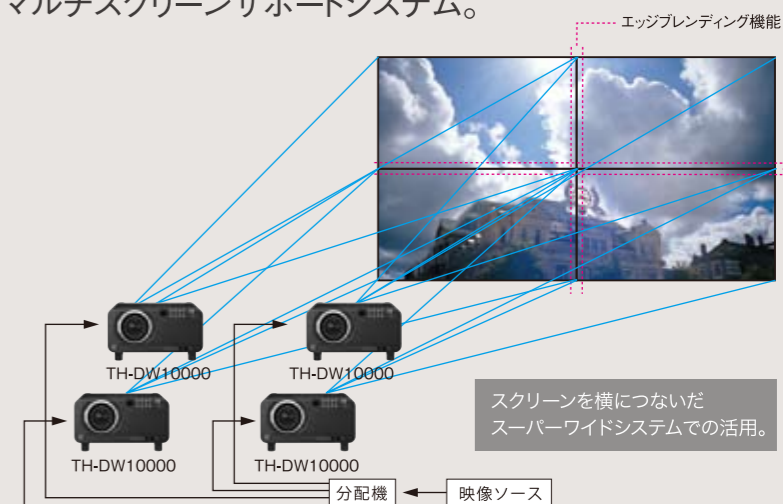 マルチスクリーンサポートシステム。
エッジブレンディング機能
TH-DW10000
TH-DW10000
TH-DW10000
TH-DW10000
スクリーンを横につないだ
スーパーワイドシステムでの活用。
分配機
映像ソース